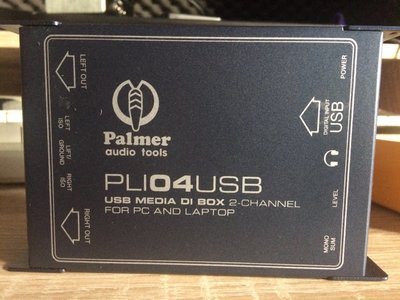 LEFT OUT
LEFT
ISO
LIFT/
GROUND
RIGHT
ISO
RIGHT OUT
Palmer
audio tools
PLI04USB
USB MEDIA DI BOX 2-CHANNEL
FOR PC AND LAPTOP
POWER
DIGITAL INPUT
USB
LEVEL
MONO
SUM